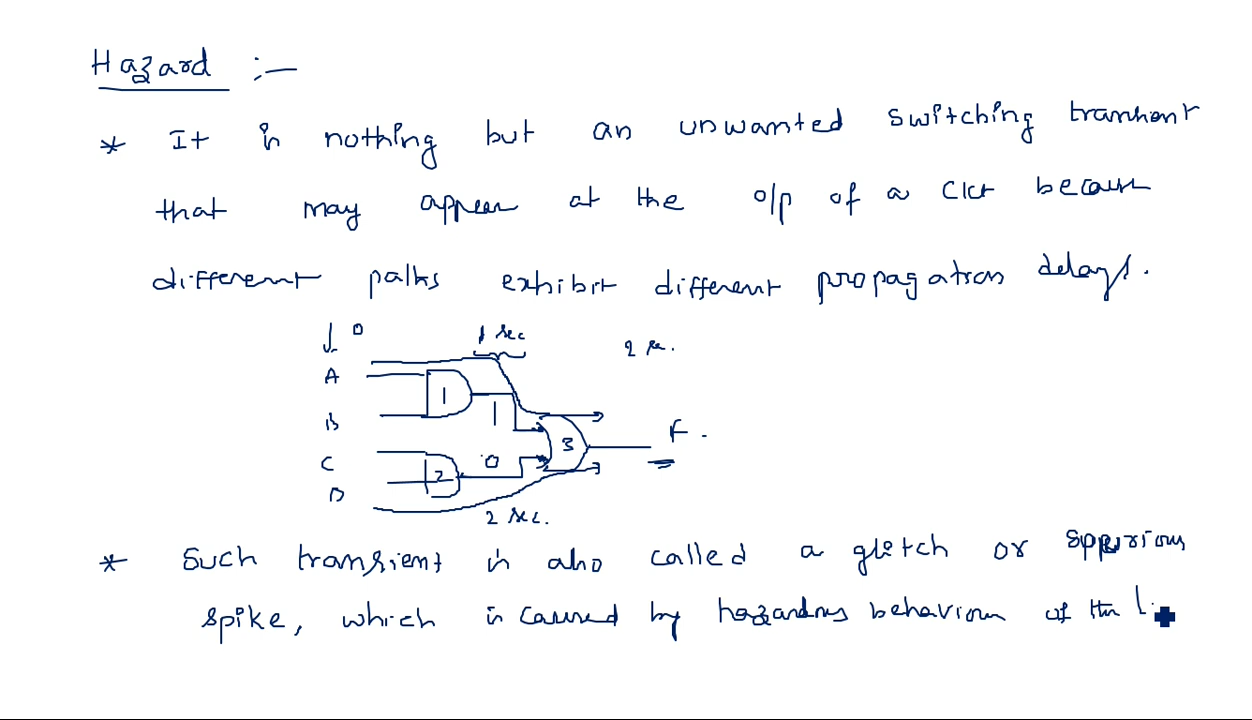 Hazard :-
* It is nothing but an unwanted switching transient
that may appear at the o/p of a Ckt because
different paths exhibit different propagation delays.
↓ 0
1 sec
2 sec.
A
1
1
B
3
F.
C
0
2
D
2 sec.
* Such transient is also called a glitch or sppurious
spike, which is caused by hazardous behaviour of the l